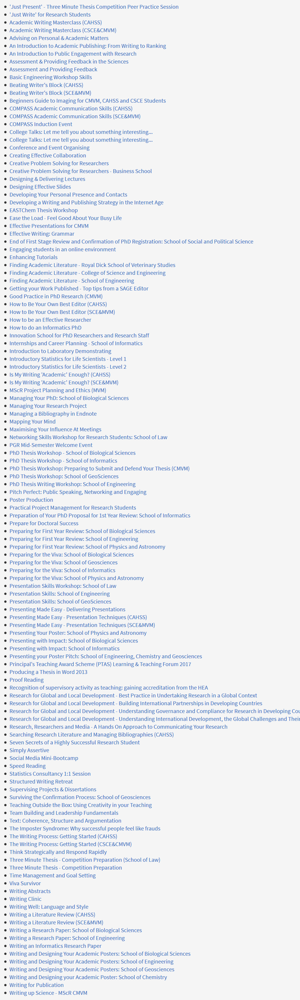 'Just Present' - Three Minute Thesis Competition Peer Practice Session
'Just Write' for Research Students
Academic Writing Masterclass (CAHSS)
Academic Writing Masterclass (CSCE&CMVM)
Advising on Personal & Academic Matters
An Introduction to Academic Publishing: From Writing to Ranking
An Introduction to Public Engagement with Research
Assessment & Providing Feedback in the Sciences
Assessment and Providing Feedback
Basic Engineering Workshop Skills
Beating Writer's Block (CAHSS)
Beating Writer's Block (SCE&MVM)
Beginners Guide to Imaging for CMVM, CAHSS and CSCE Students
COMPASS Academic Communication Skills (CAHSS)
COMPASS Academic Communication Skills (SCE&MVM)
COMPASS Induction Event
College Talks: Let me tell you about something interesting...
College Talks: Let me tell you about something interesting...
Conference and Event Organising
Creating Effective Collaboration
Creative Problem Solving for Researchers
Creative Problem Solving for Researchers - Business School
Designing & Delivering Lectures
Designing Effective Slides
Developing Your Personal Presence and Contacts
Developing a Writing and Publishing Strategy in the Internet Age
EASTChem Thesis Workshop
Ease the Load - Feel Good About Your Busy Life
Effective Presentations for CMVM
Effective Writing: Grammar
End of First Stage Review and Confirmation of PhD Registration: School of Social and Political Science
Engaging students in an online environment
Enhancing Tutorials
Finding Academic Literature - Royal Dick School of Veterinary Studies
Finding Academic Literature - College of Science and Engineering
Finding Academic Literature - School of Engineering
Getting your Work Published - Top tips from a SAGE Editor
Good Practice in PhD Research (CMVM)
How to Be Your Own Best Editor (CAHSS)
How to Be Your Own Best Editor (SCE&MVM)
How to be an Effective Researcher
How to do an Informatics PhD
Innovation School for PhD Researchers and Research Staff
Internships and Career Planning - School of Informatics
Introduction to Laboratory Demonstrating
Introductory Statistics for Life Scientists - Level 1
Introductory Statistics for Life Scientists - Level 2
Is My Writing 'Academic' Enough? (CAHSS)
Is My Writing 'Academic' Enough? (SCE&MVM)
MScR Project Planning and Ethics (MVM)
Managing Your PhD: School of Biological Sciences
Managing Your Research Project
Managing a Bibliography in Endnote
Mapping Your Mind
Maximising Your Influence At Meetings
Networking Skills Workshop for Research Students: School of Law
PGR Mid-Semester Welcome Event
PhD Thesis Workshop - School of Biological Sciences
PhD Thesis Workshop - School of Informatics
PhD Thesis Workshop: Preparing to Submit and Defend Your Thesis (CMVM)
PhD Thesis Workshop: School of GeoSciences
PhD Thesis Writing Workshop: School of Engineering
Pitch Perfect: Public Speaking, Networking and Engaging
Poster Production
Practical Project Management for Research Students
Preparation of Your PhD Proposal for 1st Year Review: School of Informatics
Prepare for Doctoral Success
Preparing for First Year Review: School of Biological Sciences
Preparing for First Year Review: School of Engineering
Preparing for First Year Review: School of Physics and Astronomy
Preparing for the Viva: School of Biological Sciences
Preparing for the Viva: School of Geosciences
Preparing for the Viva: School of Informatics
Preparing for the Viva: School of Physics and Astronomy
Presentation Skills Workshop: School of Law
Presentation Skills: School of Engineering
Presentation Skills: School of GeoSciences
Presenting Made Easy - Delivering Presentations
Presenting Made Easy - Presentation Techniques (CAHSS)
Presenting Made Easy - Presentation Techniques (SCE&MVM)
Presenting Your Poster: School of Physics and Astronomy
Presenting with Impact: School of Biological Sciences
Presenting with Impact: School of Informatics
Presenting your Poster Pitch: School of Engineering, Chemistry and Geosciences
Principal's Teaching Award Scheme (PTAS) Learning & Teaching Forum 2017
Producing a Thesis in Word 2013
Proof Reading
Recognition of supervisory activity as teaching: gaining accreditation from the HEA
Research for Global and Local Development - Best Practice in Undertaking Research in a Global Context
Research for Global and Local Development - Building International Partnerships in Developing Countries
Research for Global and Local Development - Understanding Governance and Compliance for Research in Developing Cou
Research for Global and Local Development - Understanding International Development, the Global Challenges and Their
Research, Researchers and Media - A Hands On Approach to Communicating Your Research
Searching Research Literature and Managing Bibliographies (CAHSS)
Seven Secrets of a Highly Successful Research Student
Simply Assertive
Social Media Mini-Bootcamp
Speed Reading
Statistics Consultancy 1:1 Session
Structured Writing Retreat
Supervising Projects & Dissertations
Surviving the Confirmation Process: School of Geosciences
Teaching Outside the Box: Using Creativity in your Teaching
Team Building and Leadership Fundamentals
Text: Coherence, Structure and Argumentation
The Imposter Syndrome: Why successful people feel like frauds
The Writing Process: Getting Started (CAHSS)
The Writing Process: Getting Started (CSCE&CMVM)
Think Strategically and Respond Rapidly
Three Minute Thesis - Competition Preparation (School of Law)
Three Minute Thesis - Competition Preparation
Time Management and Goal Setting
Viva Survivor
Writing Abstracts
Writing Clinic
Writing Well: Language and Style
Writing a Literature Review (CAHSS)
Writing a Literature Review (SCE&MVM)
Writing a Research Paper: School of Biological Sciences
Writing a Research Paper: School of Engineering
Writing an Informatics Research Paper
Writing and Designing Your Academic Posters: School of Biological Sciences
Writing and Designing Your Academic Posters: School of Engineering
Writing and Designing Your Academic Posters: School of Geosciences
Writing and Designing your Academic Poster: School of Chemistry
Writing for Publication
Writing up Science - MScR CMVM